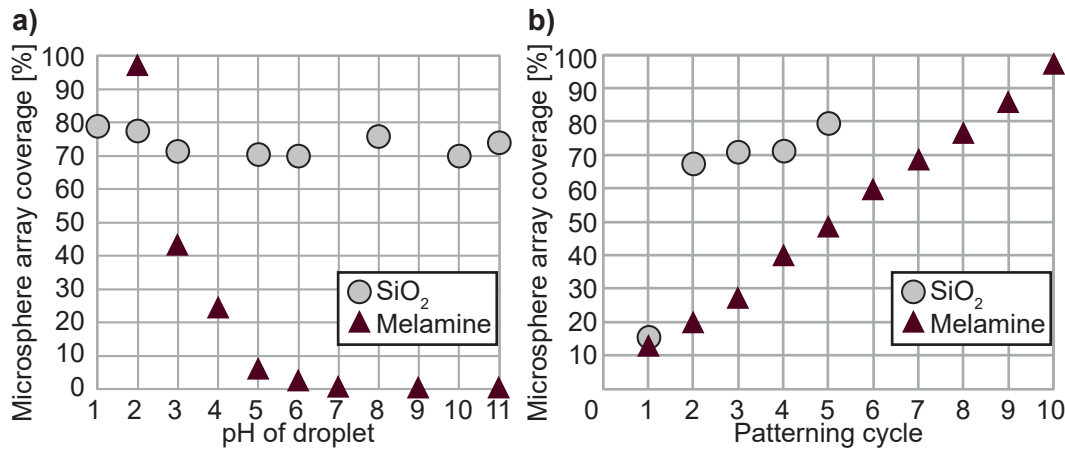 a)
Microsphere array coverage [%]
100
90
80
70
60
50
40
30
20
10
0
1 2 3 4 5 6 7 8 9 10 11
pH of droplet
SiO2
Melamine
b)
Microsphere array coverage [%]
100
90
80
70
60
50
40
30
20
10
0 1 2 3 4 5 6 7 8 9 10
Patterning cycle
SiO2
Melamine